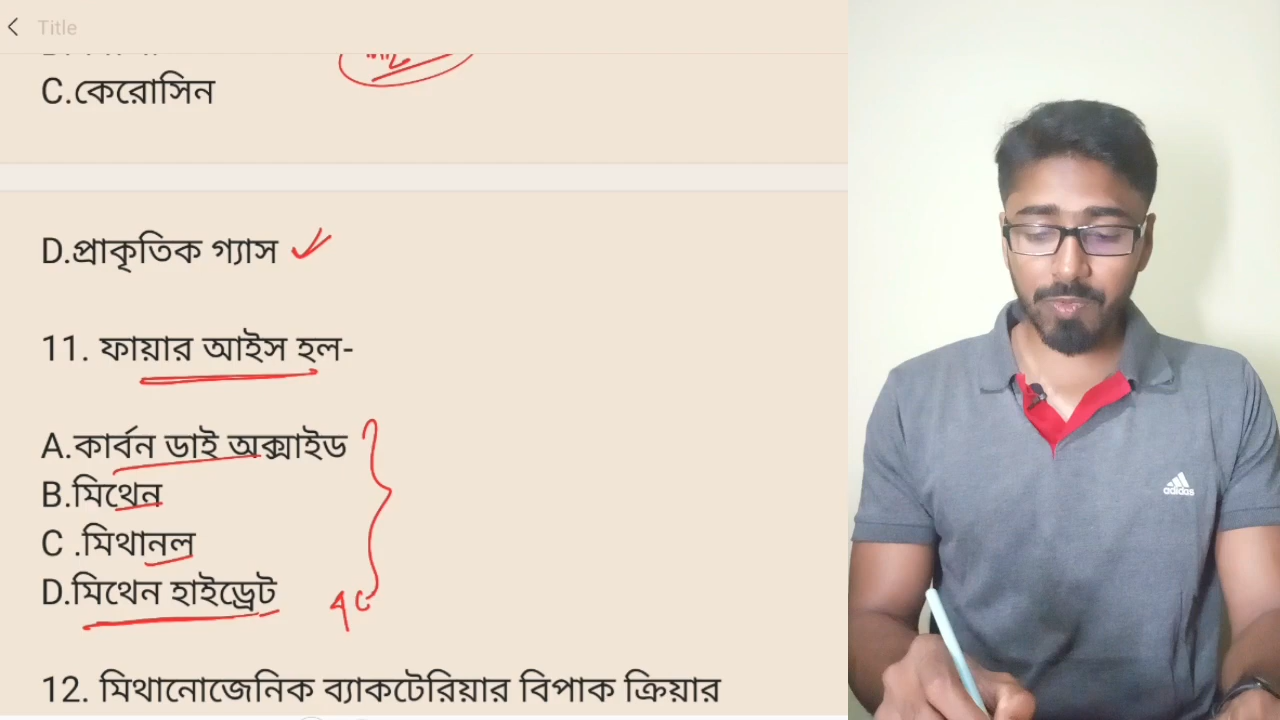 Title
C.কেরোসিন
D.প্রাকৃতিক গ্যাস
11. ফায়ার আইস হল-
A.কার্বন ডাই অক্সাইড
B.মিথেন
C .মিথানল
D.মিথেন হাইড্রেট
12. মিথানোজেনিক ব্যাকটেরিয়ার বিপাক ক্রিয়ার
adidas